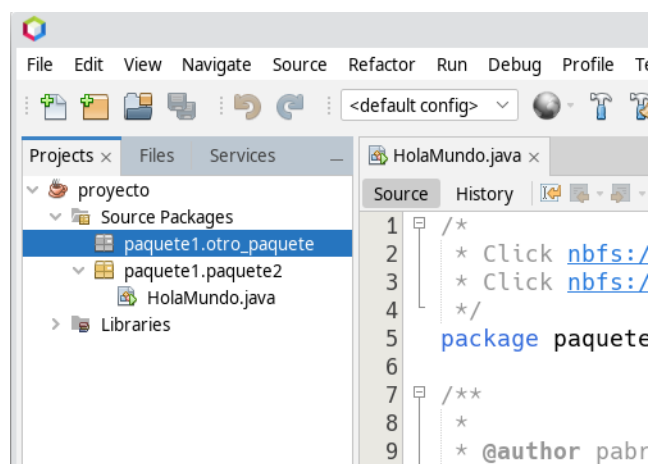 File Edit View Navigate Source Refactor Run Debug Profile
<default config>
Projects Files Services
HolaMundo.java
proyecto
Source Packages
paquete1.otro_paquete
paquete1.paquete2
HolaMundo.java
Libraries
Source History
1 /*
2 * Click nbfs:/
3 * Click nbfs:/
4 */
5 package paquete
6
7 /**
8 *
9 * @author pabr